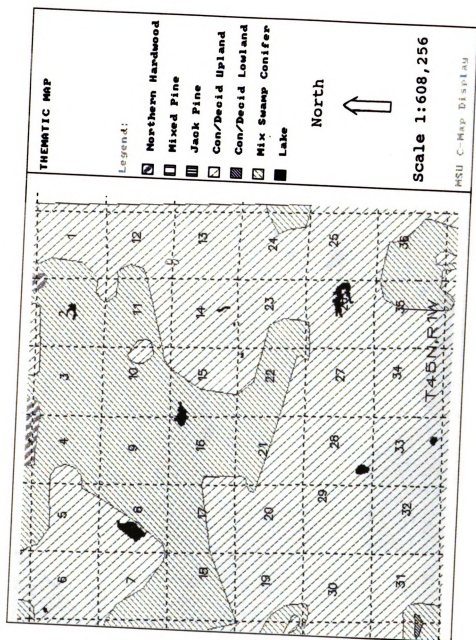 THEMATIC MAP
Legend:
Northern Hardwood
Mixed Pine
Jack Pine
Con/Decid Upland
Con/Decid Lowland
Mix Swamp Conifer
Lake
North
Scale 1:608,256
MSU C-Map Display
6 5 4 3 2 1
7 8 9 10 11 12
18 17 16 15 14 13
19 20 21 22 23 24
30 29 28 27 25
31 32 33 34 35 36
T45N,R1W